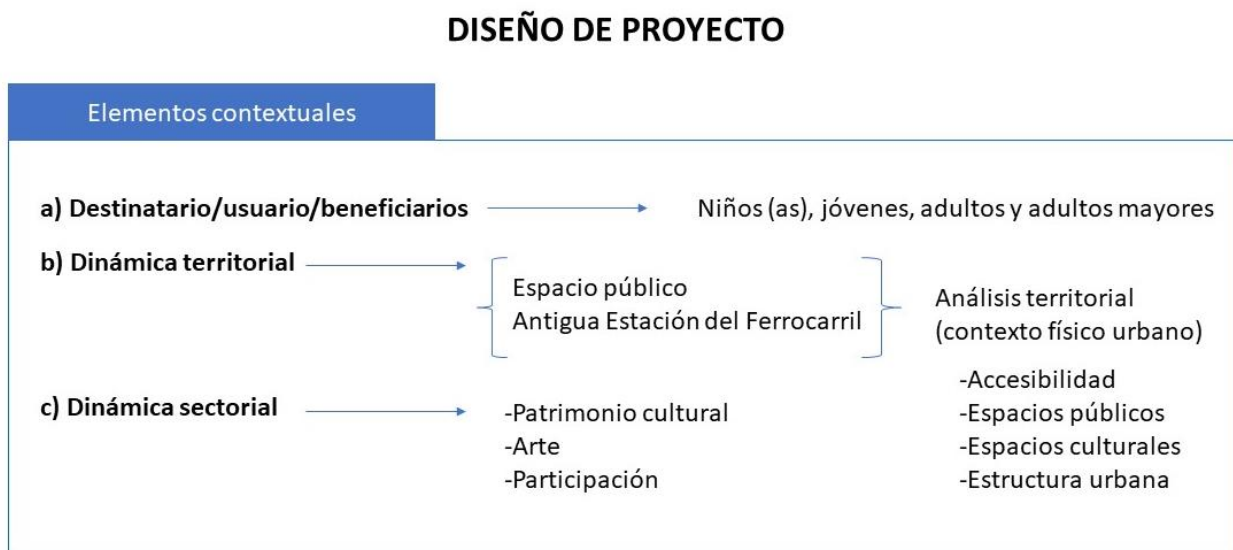 DISEÑO DE PROYECTO
Elementos contextuales
a) Destinatario/usuario/beneficiarios
Niños (as), jóvenes, adultos y adultos mayores
b) Dinámica territorial
Espacio público
Antigua Estación del Ferrocarril
Análisis territorial
(contexto físico urbano)
-Accesibilidad
-Espacios públicos
-Espacios culturales
-Estructura urbana
c) Dinámica sectorial
-Patrimonio cultural
-Arte
-Participación